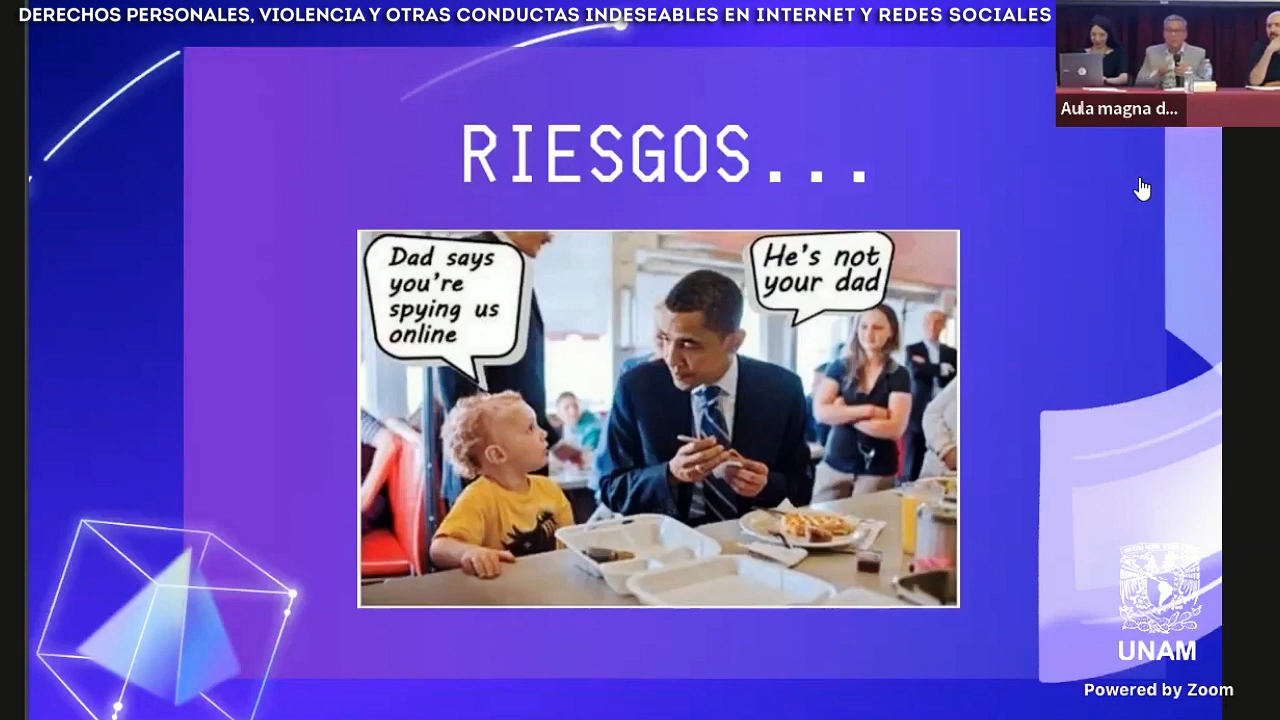 DERECHOS PERSONALES, VIOLENCIA Y OTRAS CONDUCTAS INDESEABLES EN INTERNET Y REDES SOCIALES
Aula magna d...
RIESGOS...
Dad says
you're
spying us
online
He's not
your dad
UNAM
Powered by Zoom